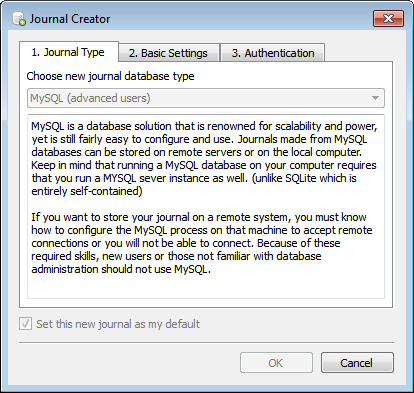 Journal Creator
1. Journal Type
2. Basic Settings
3. Authentication
Choose new journal database type
MySQL (advanced users)
MySQL is a database solution that is renowned for scalability and power,
yet is still fairly easy to configure and use. Journals made from MySQL
databases can be stored on remote servers or on the local computer.
Keep in mind that running a MySQL database on your computer requires
that you run a MYSQL sever instance as well. (unlike SQLite which is
entirely self-contained)
If you want to store your journal on a remote system, you must know
how to configure the MySQL process on that machine to accept remote
connections or you will not be able to connect. Because of these
required skills, new users or those not familiar with database
administration should not use MySQL.
Set this new journal as my default
OK
Cancel